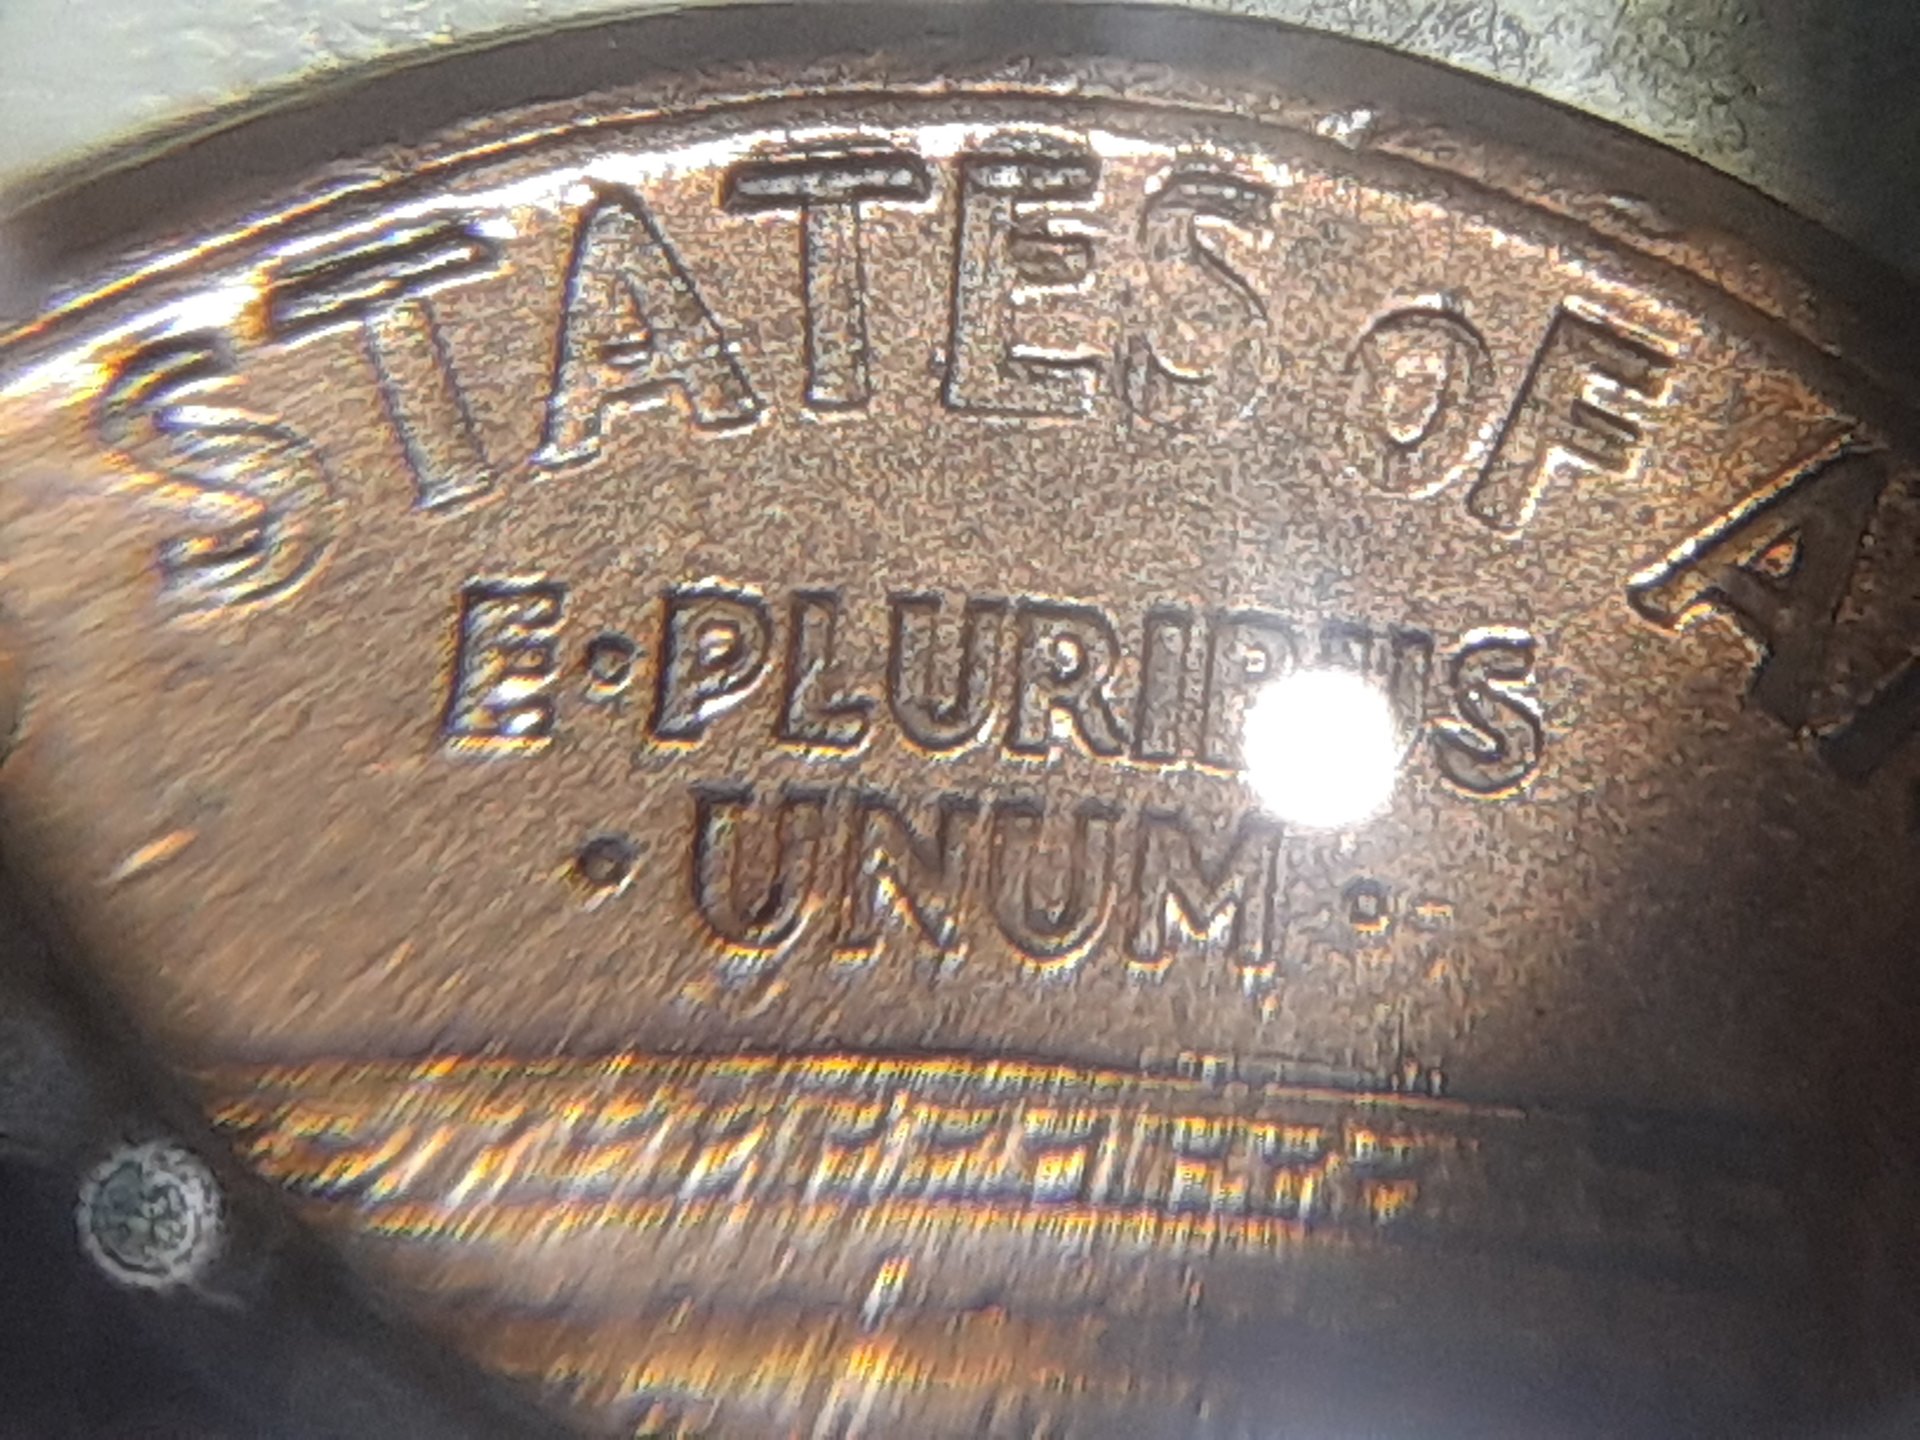 STATES OF A
E·PLURIBUS
·UNUM·